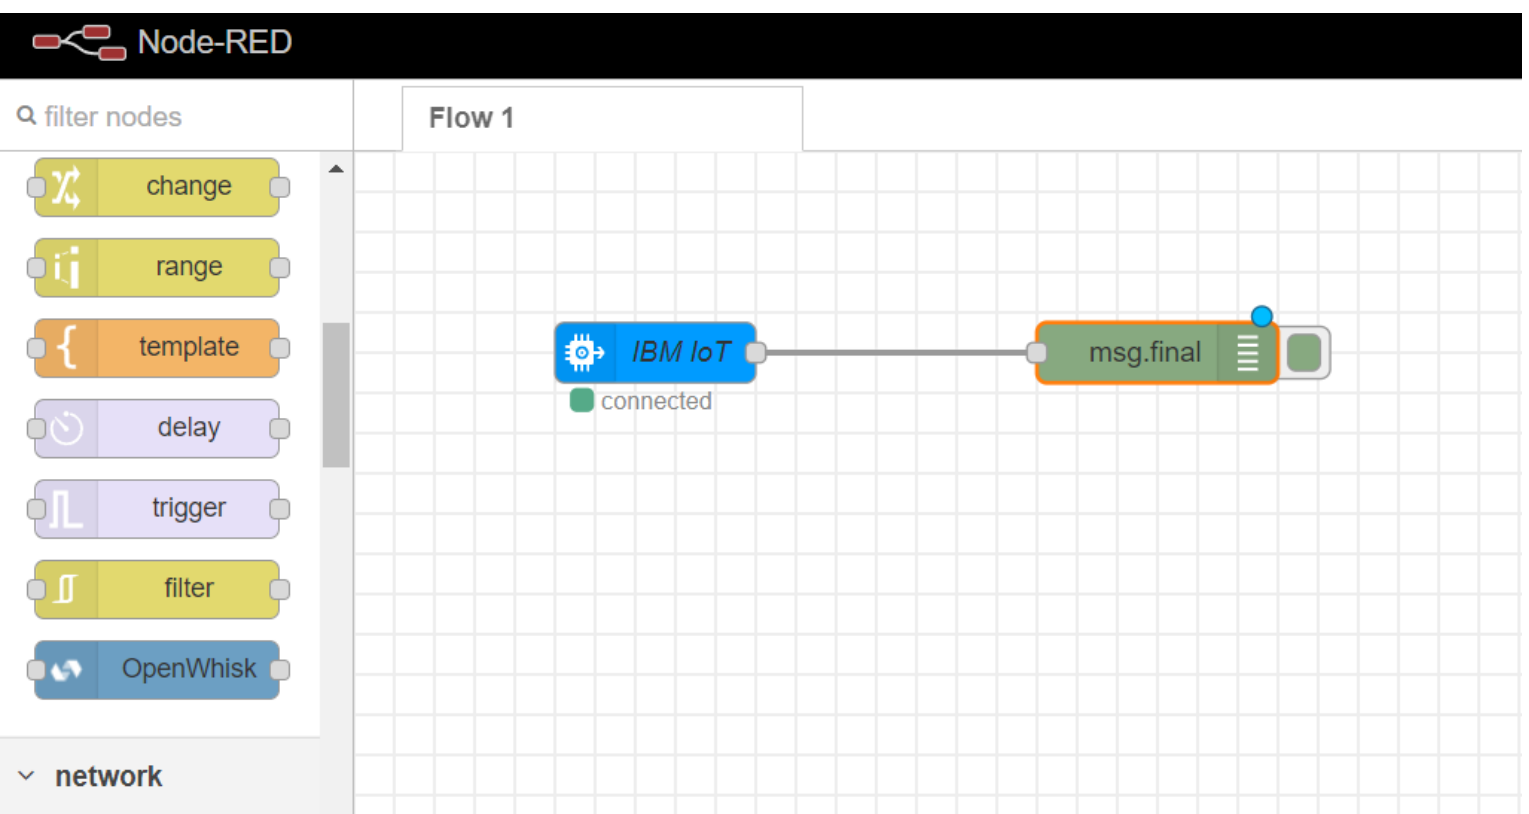 Node-RED
filter nodes
Flow 1
change
range
template
delay
trigger
filter
OpenWhisk
network
IBM IoT
connected
msg.final